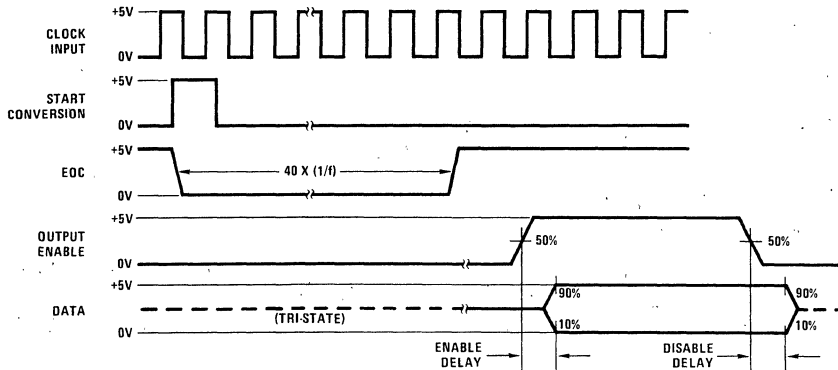 +5V
CLOCK
INPUT
0V
+5V
START
CONVERSION
0V
+5V
EOC
40 X (1/f)
0V
+5V
OUTPUT
ENABLE
50%
50%
0V
+5V
DATA
(TRI-STATE)
90%
90%
10%
10%
0V
ENABLE
DELAY
DISABLE
DELAY